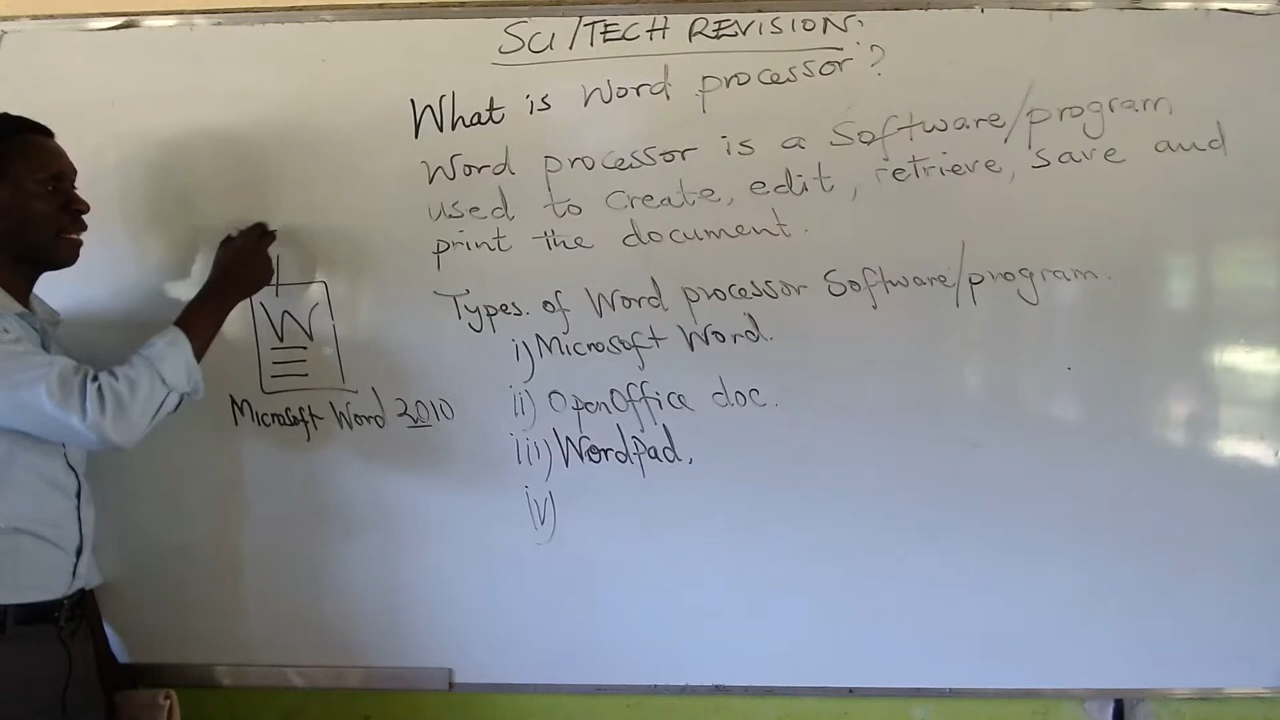 SCI/TECH REVISION.
What is Word processor?
Word processor is a Software/program
used to create, edit, retrieve, save and
print the document.
Types. of Word processor Software/program.
i) Microsoft Word.
ii) OpenOffice doc.
iii) WordPad.
iv)
W
Microsoft Word 2010